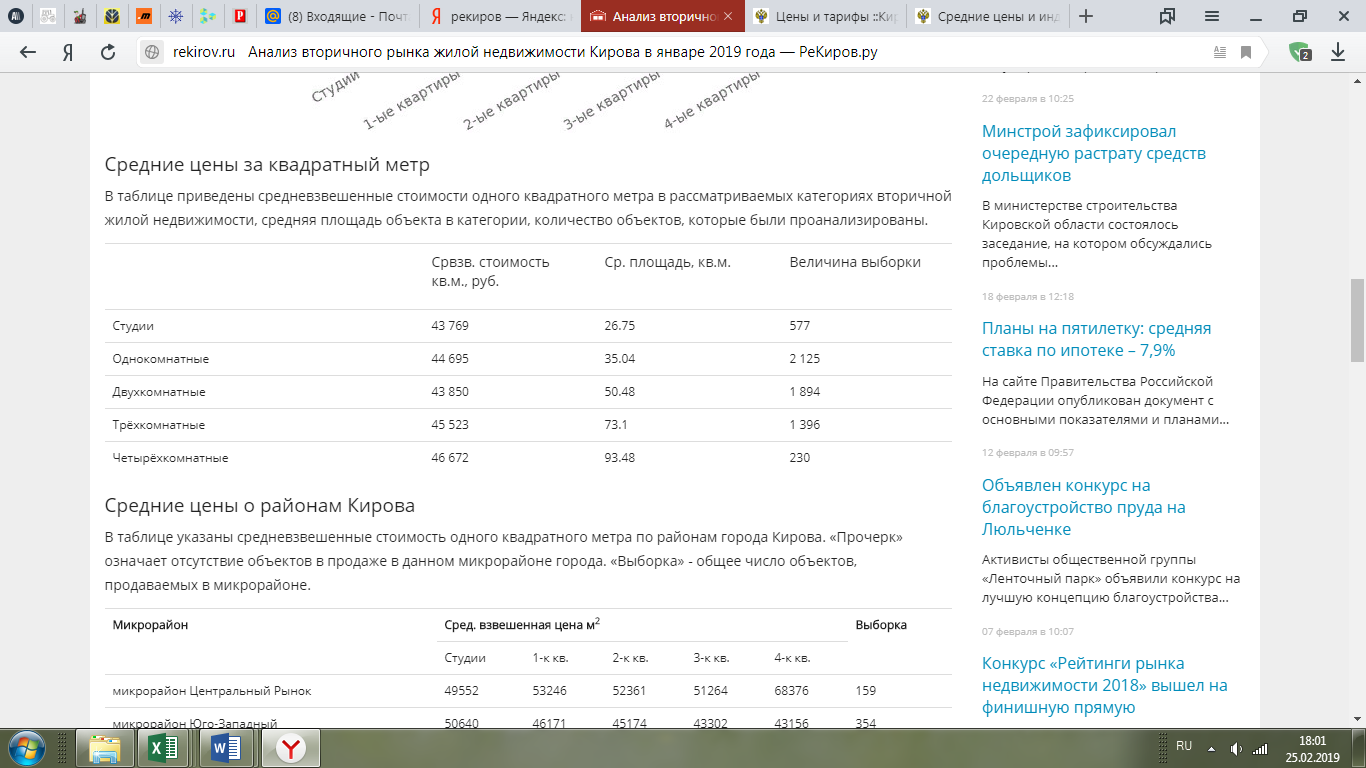 (8) Входящие - Почт
рекиров — Яндекс:
Анализ вторично
Цены и тарифы ::Ки
Средние цены и инд
rekirov.ru Анализ вторичного рынка жилой недвижимости Кирова в январе 2019 года — РеКиров.ру
2
Студии
1-ые квартиры
2-ые квартиры
3-ые квартиры
4-ые квартиры
Средние цены за квадратный метр
В таблице приведены средневзвешенные стоимости одного квадратного метра в рассматриваемых категориях вторичной
жилой недвижимости, средняя площадь объекта в категории, количество объектов, которые были проанализированы.
Срвзв. стоимость Ср. площадь, кв.м. Величина выборки
кв.м., руб.
Студии 43 769 26.75 577
Однокомнатные 44 695 35.04 2 125
Двухкомнатные 43 850 50.48 1 894
Трёхкомнатные 45 523 73.1 1 396
Четырёхкомнатные 46 672 93.48 230
Средние цены о районам Кирова
В таблице указаны средневзвешенные стоимость одного квадратного метра по районам города Кирова. «Прочерк»
означает отсутствие объектов в продаже в данном микрорайоне города. «Выборка» - общее число объектов,
продаваемых в микрорайоне.
Микрорайон Сред. взвешенная цена м2 Выборка
Студии 1-к кв. 2-к кв. 3-к кв. 4-к кв.
микрорайон Центральный Рынок 49552 53246 52361 51264 68376 159
микрорайон Юго-Западный 50640 46171 45174 43302 43156 354
22 февраля в 10:25
Минстрой зафиксировал
очередную растрату средств
дольщиков
В министерстве строительства
Кировской области состоялось
заседание, на котором обсуждались
проблемы...
18 февраля в 12:18
Планы на пятилетку: средняя
ставка по ипотеке – 7,9%
На сайте Правительства Российской
Федерации опубликован документ с
основными показателями и планами...
12 февраля в 09:57
Объявлен конкурс на
благоустройство пруда на
Люльченке
Активисты общественной группы
«Ленточный парк» объявили конкурс на
лучшую концепцию благоустройства...
07 февраля в 10:07
Конкурс «Рейтинги рынка
недвижимости 2018» вышел на
финишную прямую
RU
18:01
25.02.2019